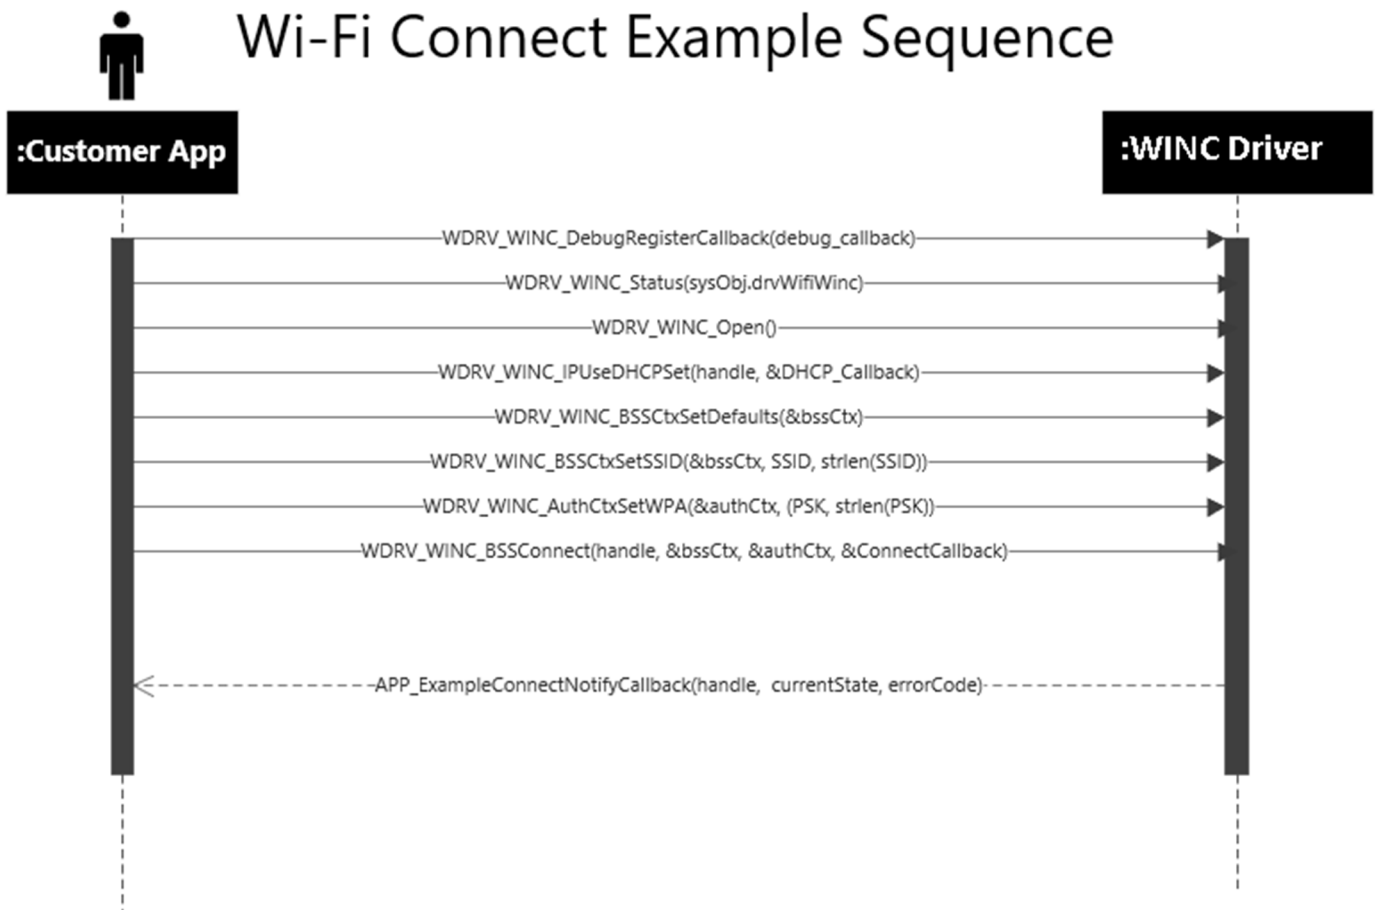 Wi-Fi Connect Example Sequence
:Customer App
:WINC Driver
WDRV_WINC_DebugRegisterCallback(debug_callback)
WDRV_WINC_Status(sysObj.drvWifiWinc)
WDRV_WINC_Open()
WDRV_WINC_IPUseDHCPSet(handle, &DHCP_Callback)
WDRV_WINC_BSSCtxSetDefaults(&bssCtx)
WDRV_WINC_BSSCtxSetSSID(&bssCtx, SSID, strlen(SSID))
WDRV_WINC_AuthCtxSetWPA(&authCtx, (PSK, strlen(PSK))
WDRV_WINC_BSSConnect(handle, &bssCtx, &authCtx, &ConnectCallback)
APP_ExampleConnectNotifyCallback(handle, currentState, errorCode)